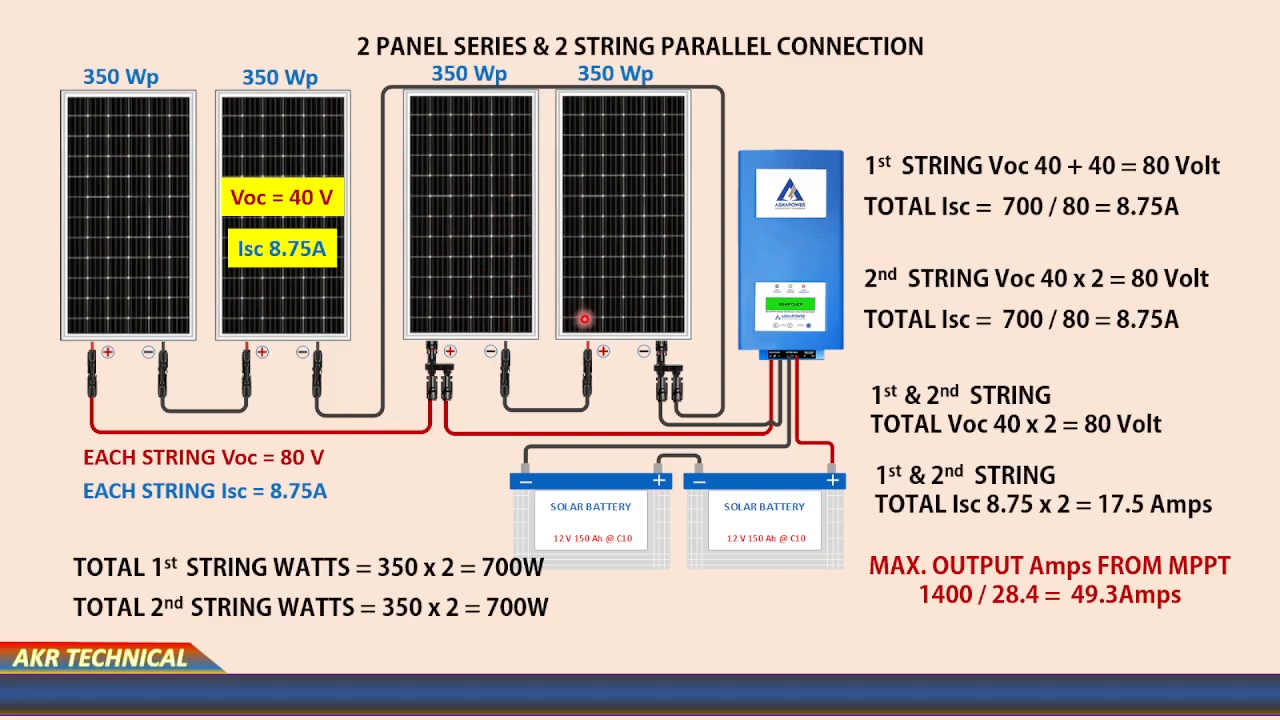 2 PANEL SERIES & 2 STRING PARALLEL CONNECTION
350 Wp
350 Wp
350 Wp
350 Wp
Voc = 40 V
Isc 8.75A
ASHAPOWER
ASHAPOWER
1st STRING Voc 40 + 40 = 80 Volt
TOTAL Isc = 700 / 80 = 8.75A
2nd STRING Voc 40 x 2 = 80 Volt
TOTAL Isc = 700 / 80 = 8.75A
1st & 2nd STRING
TOTAL Voc 40 x 2 = 80 Volt
1st & 2nd STRING
TOTAL Isc 8.75 x 2 = 17.5 Amps
MAX. OUTPUT Amps FROM MPPT
1400 / 28.4 = 49.3Amps
+ − + − + − + −
EACH STRING Voc = 80 V
EACH STRING Isc = 8.75A
− + − +
SOLAR BATTERY
12 V 150 Ah @ C10
SOLAR BATTERY
12 V 150 Ah @ C10
TOTAL 1st STRING WATTS = 350 x 2 = 700W
TOTAL 2nd STRING WATTS = 350 x 2 = 700W
AKR TECHNICAL